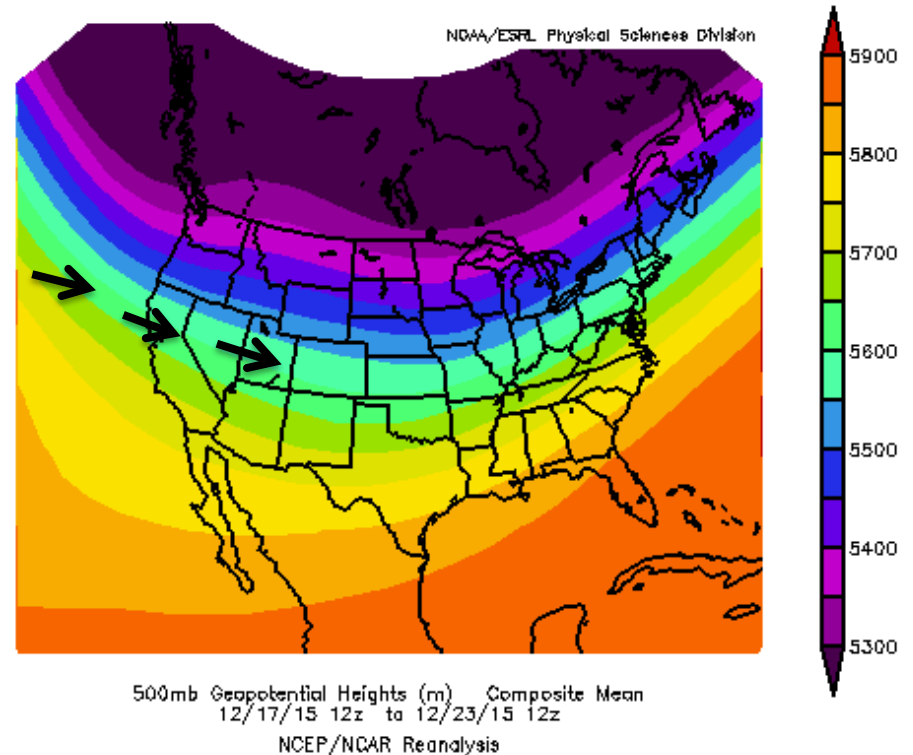 NOAA/ESRL Physical Sciences Division
5900
5800
5700
5600
5500
5400
5300
500mb Geopotential Heights (m) Composite Mean
12/17/15 12z to 12/23/15 12z
NCEP/NCAR Reanalysis